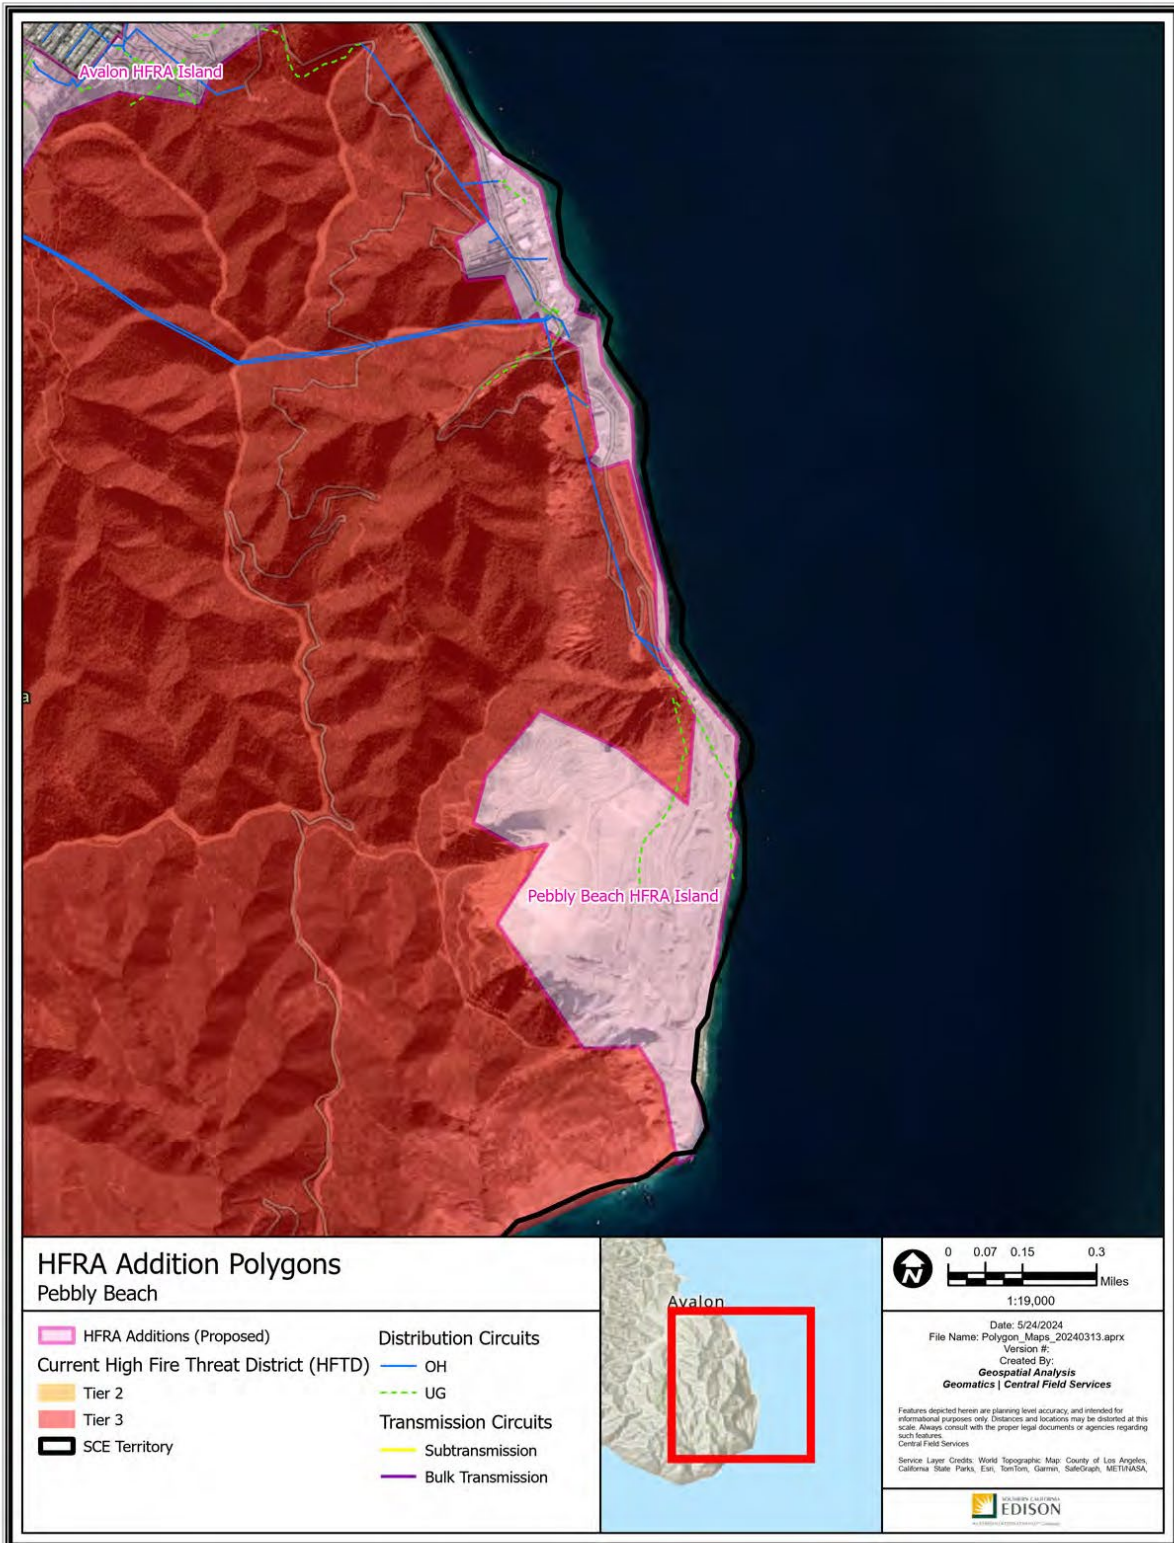 Avalon HFRA Island
a
Pebbly Beach HFRA Island
HFRA Addition Polygons
Pebbly Beach
HFRA Additions (Proposed)
Current High Fire Threat District (HFTD)
Tier 2
Tier 3
SCE Territory
Distribution Circuits
OH
UG
Transmission Circuits
Subtransmission
Bulk Transmission
Avalon
N
0 0.07 0.15 0.3
Miles
1:19,000
Date: 5/24/2024
File Name: Polygon_Maps_20240313.aprx
Version #:
Created By:
Geospatial Analysis
Geomatics | Central Field Services
Features depicted herein are planning level accuracy, and intended for
informational purposes only. Distances and locations may be distorted at this
scale. Always consult with the proper legal documents or agencies regarding
such features.
Central Field Services
Service Layer Credits: World Topographic Map: County of Los Angeles,
California State Parks, Esri, TomTom, Garmin, SafeGraph, METI/NASA,
SOUTHERN CALIFORNIA
EDISON